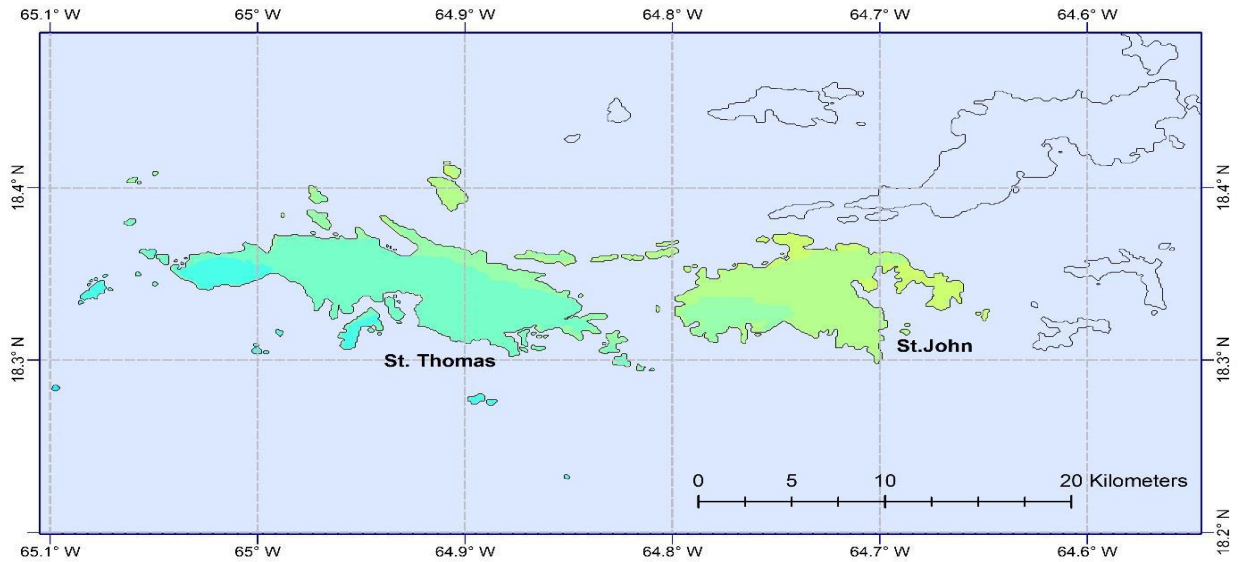 65.1° W 65° W 64.9° W 64.8° W 64.7° W 64.6° W
18.4° N 18.4° N
18.3° N 18.3° N
St. Thomas
St.John
0 5 10 20 Kilometers
18.2° N
65.1° W 65° W 64.9° W 64.8° W 64.7° W 64.6° W